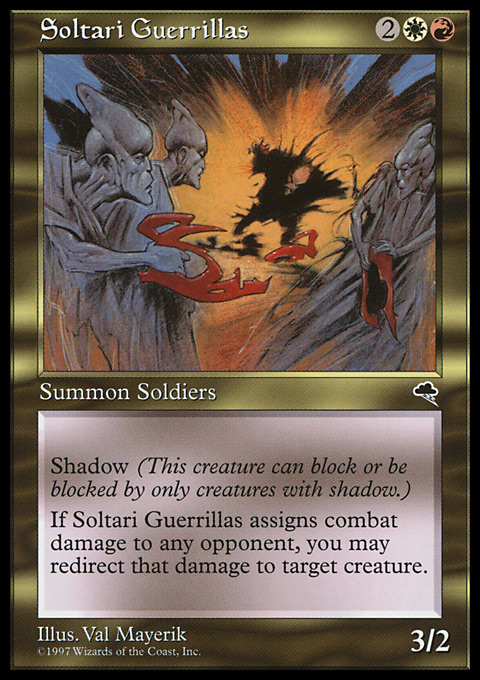 Soltari Guerrillas 2
Summon Soldiers
Shadow (This creature can block or be
blocked by only creatures with shadow.)
If Soltari Guerrillas assigns combat
damage to any opponent, you may
redirect that damage to target creature.
Illus. Val Mayerik
©1997 Wizards of the Coast, Inc.
3/2